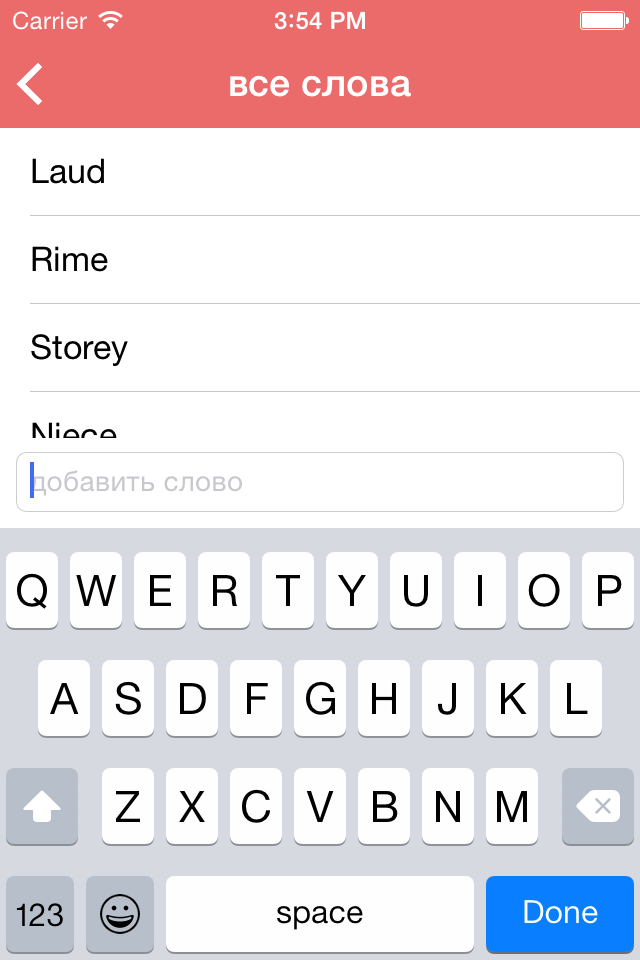 Carrier 3:54 PM
все слова
Laud
Rime
Storey
Niece
добавить слово
Q W E R T Y U I O P
A S D F G H J K L
Z X C V B N M
123 space Done